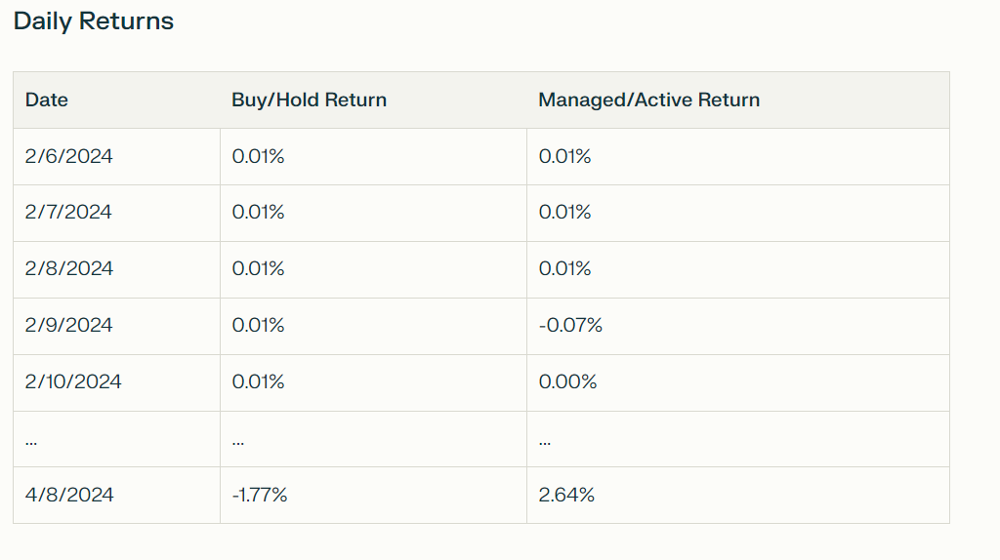 Daily Returns
Date Buy/Hold Return Managed/Active Return
2/6/2024 0.01% 0.01%
2/7/2024 0.01% 0.01%
2/8/2024 0.01% 0.01%
2/9/2024 0.01% -0.07%
2/10/2024 0.01% 0.00%
... ... ...
4/8/2024 -1.77% 2.64%